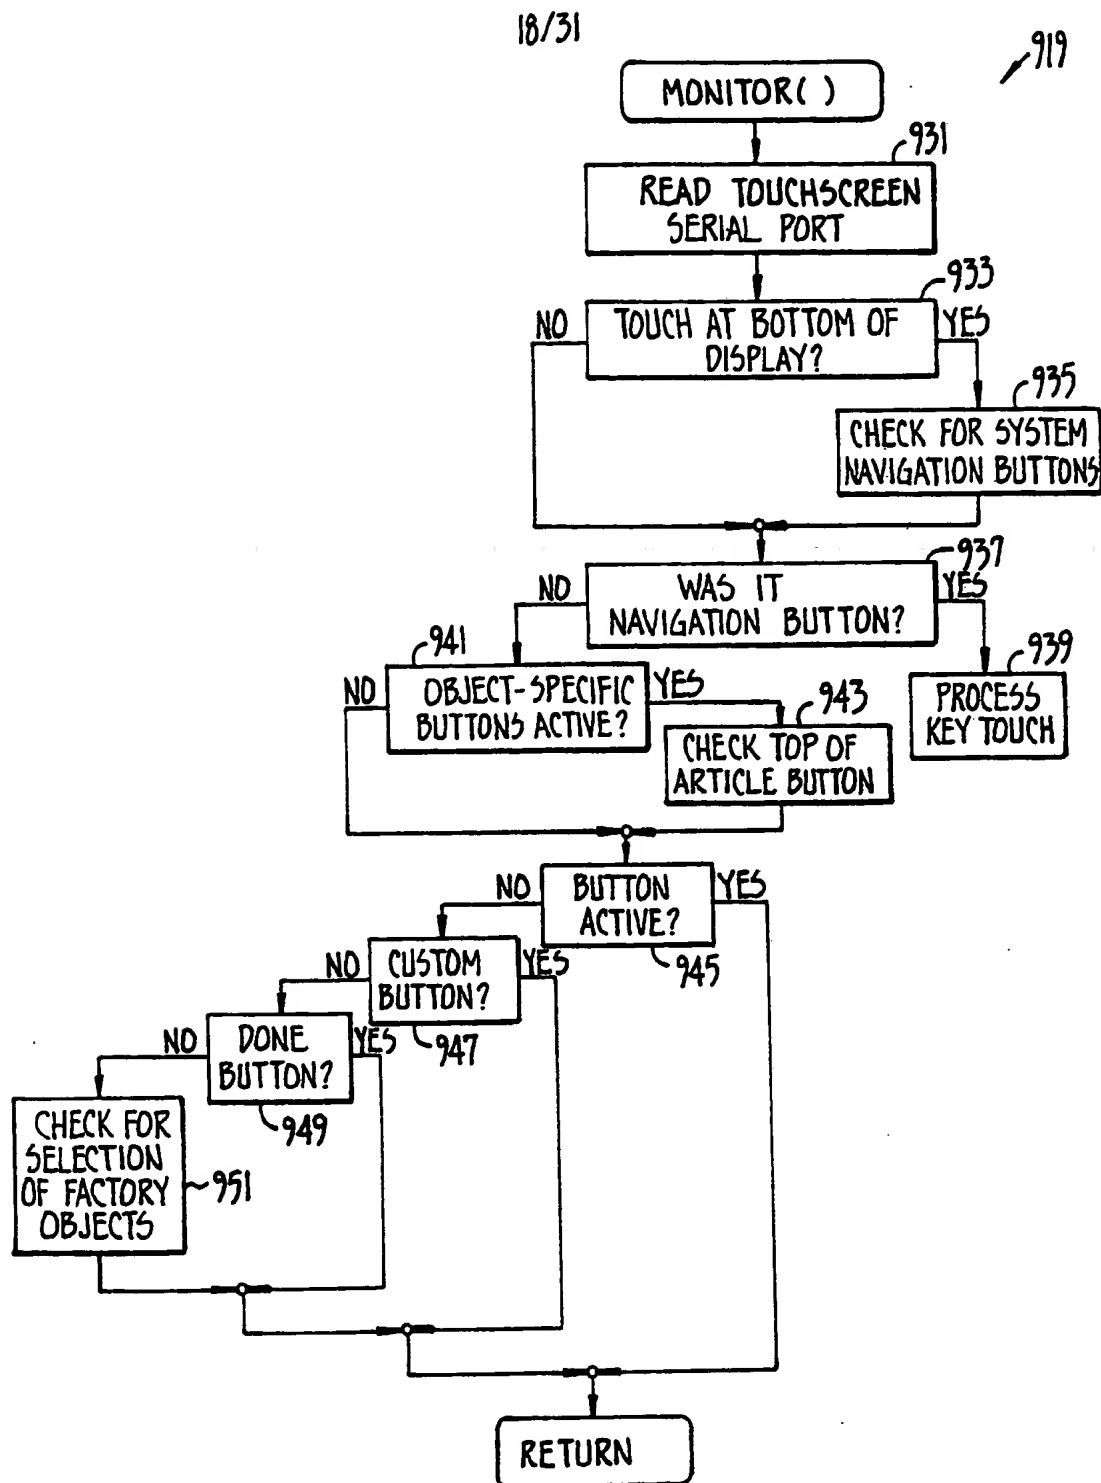 18/31
919
MONITOR( )
931
READ TOUCHSCREEN
SERIAL PORT
933
NO
TOUCH AT BOTTOM OF
DISPLAY?
YES
935
CHECK FOR SYSTEM
NAVIGATION BUTTONS
937
NO
WAS IT
NAVIGATION BUTTON?
YES
941
NO
OBJECT-SPECIFIC
BUTTONS ACTIVE?
YES
939
PROCESS
KEY TOUCH
943
CHECK TOP OF
ARTICLE BUTTON
NO
BUTTON
ACTIVE?
YES
945
NO
CUSTOM
BUTTON?
YES
947
NO
DONE
BUTTON?
YES
949
CHECK FOR
SELECTION
OF FACTORY
OBJECTS
951
RETURN